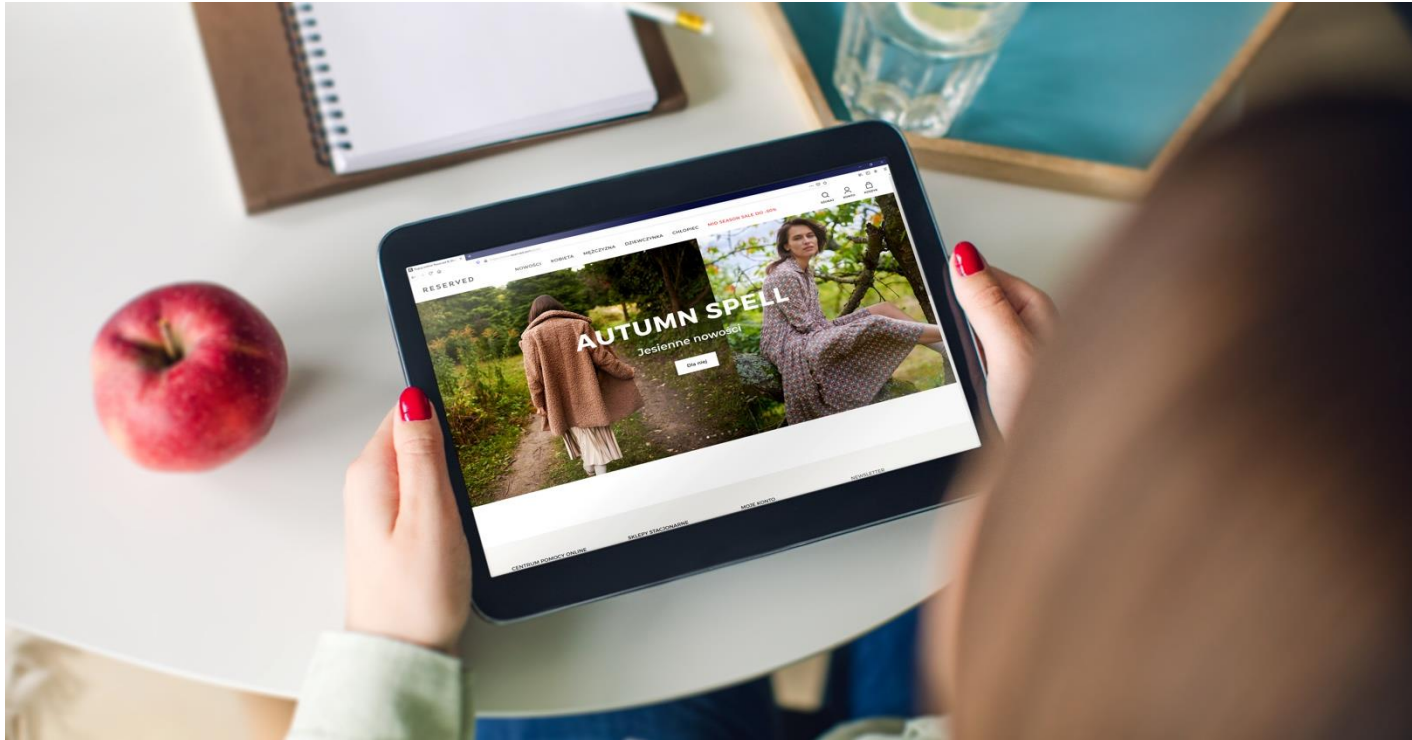 RESERVED
NOWOŚCI KOBIETA MĘŻCZYZNA DZIEWCZYNKA CHŁOPIEC MID SEASON SALE
AUTUMN SPELL
Jesienne nowości
Dla niej
CENTRUM POMOCY ONLINE SKLEPY STACJONARNE MOJE KONTO NEWSLETTER